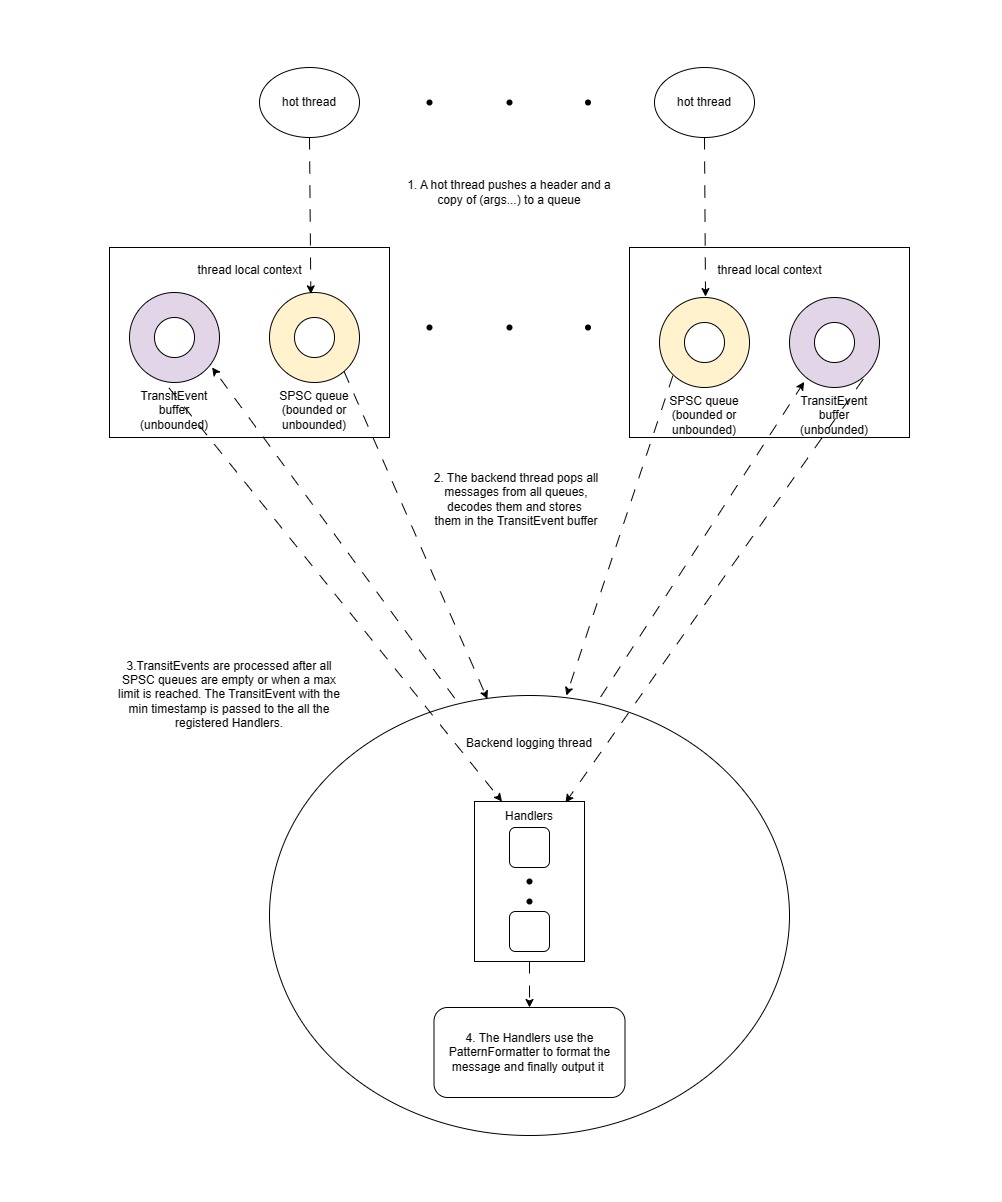 hot thread
hot thread
1. A hot thread pushes a header and a
copy of (args...) to a queue
thread local context
thread local context
TransitEvent
buffer
(unbounded)
SPSC queue
(bounded or
unbounded)
SPSC queue
(bounded or
unbounded)
TransitEvent
buffer
(unbounded)
2. The backend thread pops all
messages from all queues,
decodes them and stores
them in the TransitEvent buffer
3.TransitEvents are processed after all
SPSC queues are empty or when a max
limit is reached. The TransitEvent with the
min timestamp is passed to the all the
registered Handlers.
Backend logging thread
Handlers
4. The Handlers use the
PatternFormatter to format the
message and finally output it